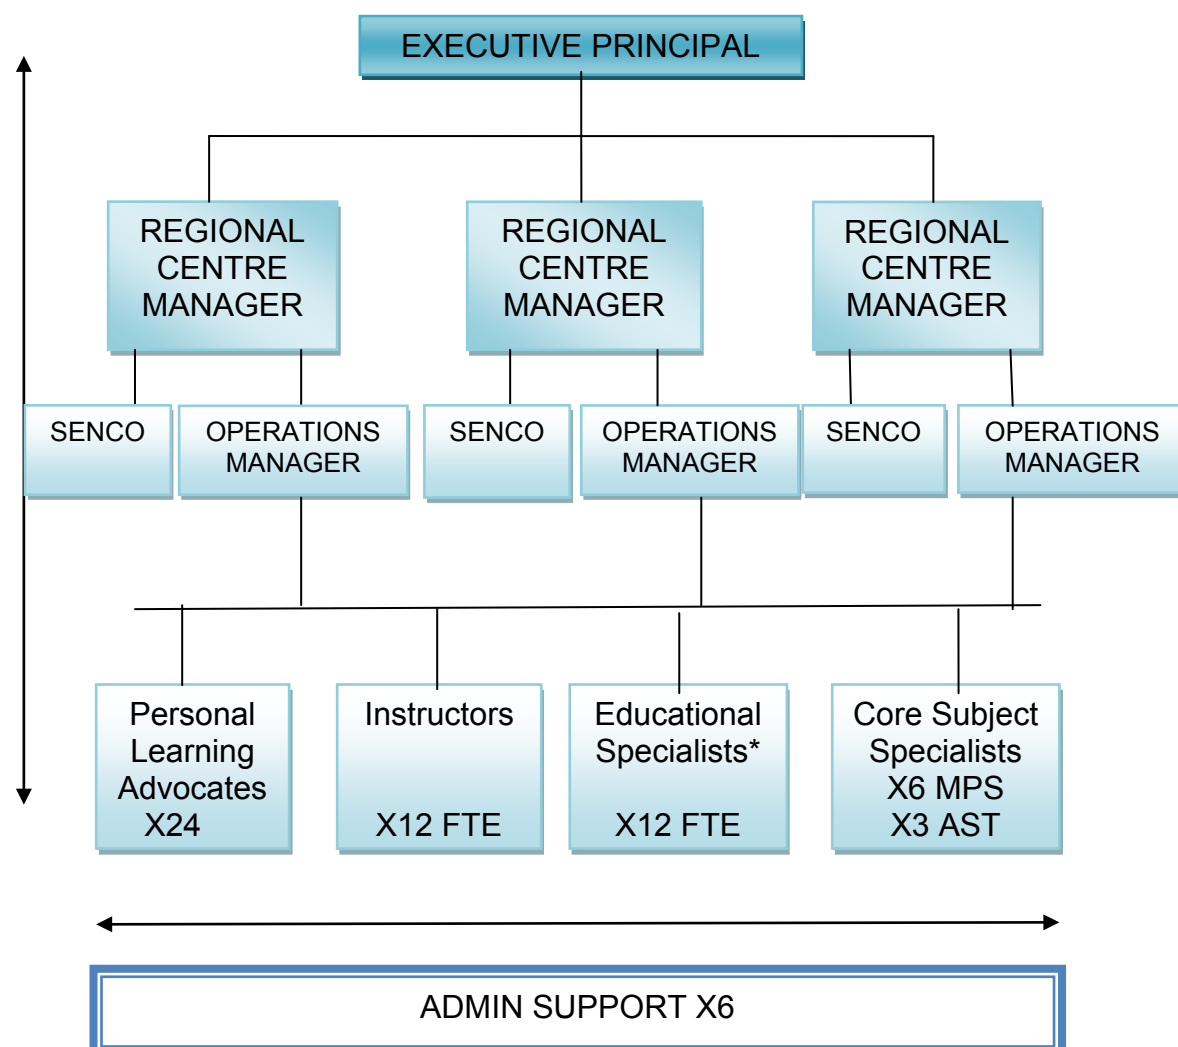 EXECUTIVE PRINCIPAL
REGIONAL
CENTRE
MANAGER
REGIONAL
CENTRE
MANAGER
REGIONAL
CENTRE
MANAGER
SENCO
OPERATIONS
MANAGER
SENCO
OPERATIONS
MANAGER
SENCO
OPERATIONS
MANAGER
Personal
Learning
Advocates
X24
Instructors
X12 FTE
Educational
Specialists*
X12 FTE
Core Subject
Specialists
X6 MPS
X3 AST
ADMIN SUPPORT X6